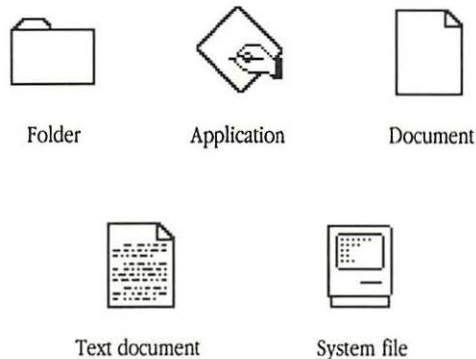 Folder Application Document
Text document System file